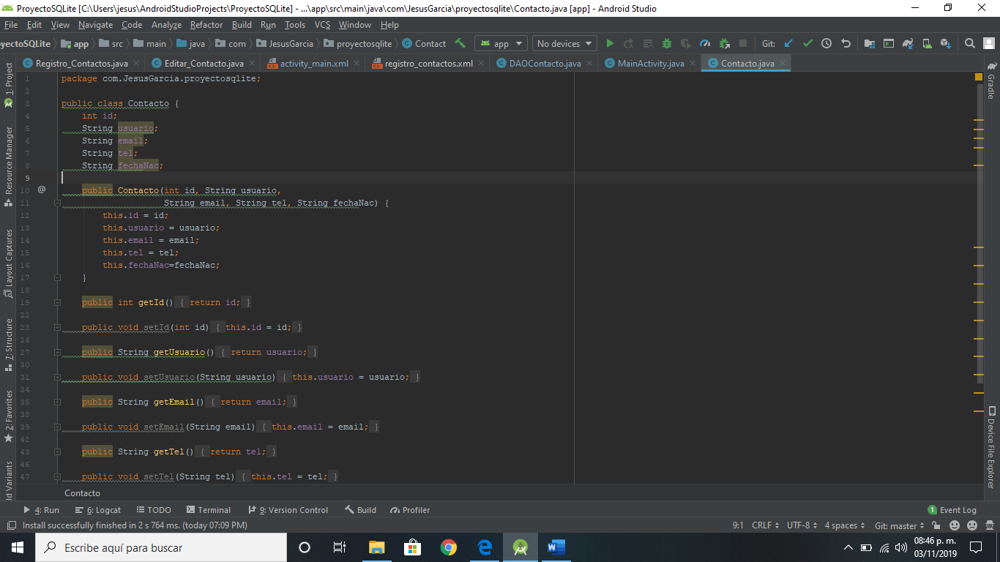 ProyectoSQLite [C:\Users\jesus\AndroidStudioProjects\ProyectoSQLite] - ...\app\src\main\java\com\JesusGarcia\proyectosqlite\Contacto.java [app] - Android Studio
File Edit View Navigate Code Analyze Refactor Build Run Tools VCS Window Help
oyectoSQLite app src main java com JesusGarcia proyectosqlite Contact app No devices Git:
Registro_Contactos.java Editar_Contacto.java activity_main.xml registro_contactos.xml DAOContacto.java MainActivity.java Contacto.java
1: Project
Resource Manager
Layout Captures
7: Structure
2: Favorites
ld Variants
1 package com.JesusGarcia.proyectosqlite;
2
3 public class Contacto {
4 int id;
5 String usuario;
6 String email;
7 String tel;
8 String fechaNac;
9
10 @ public Contacto(int id, String usuario,
11 String email, String tel, String fechaNac) {
12 this.id = id;
13 this.usuario = usuario;
14 this.email = email;
15 this.tel = tel;
16 this.fechaNac=fechaNac;
17 }
18
19 public int getId() { return id; }
22
23 public void setId(int id) { this.id = id; }
26
27 public String getUsuario() { return usuario; }
30
31 public void setUsuario(String usuario) { this.usuario = usuario; }
34
35 public String getEmail() { return email; }
38
39 public void setEmail(String email) { this.email = email; }
42
43 public String getTel() { return tel; }
46
47 public void setTel(String tel) { this.tel = tel; }
Gradle
Device File Explorer
Contacto
4: Run 6: Logcat TODO Terminal 9: Version Control Build Profiler 1 Event Log
Install successfully finished in 2 s 764 ms. (today 07:09 PM) 9:1 CRLF UTF-8 4 spaces Git: master
Escribe aquí para buscar
08:46 p. m.
03/11/2019